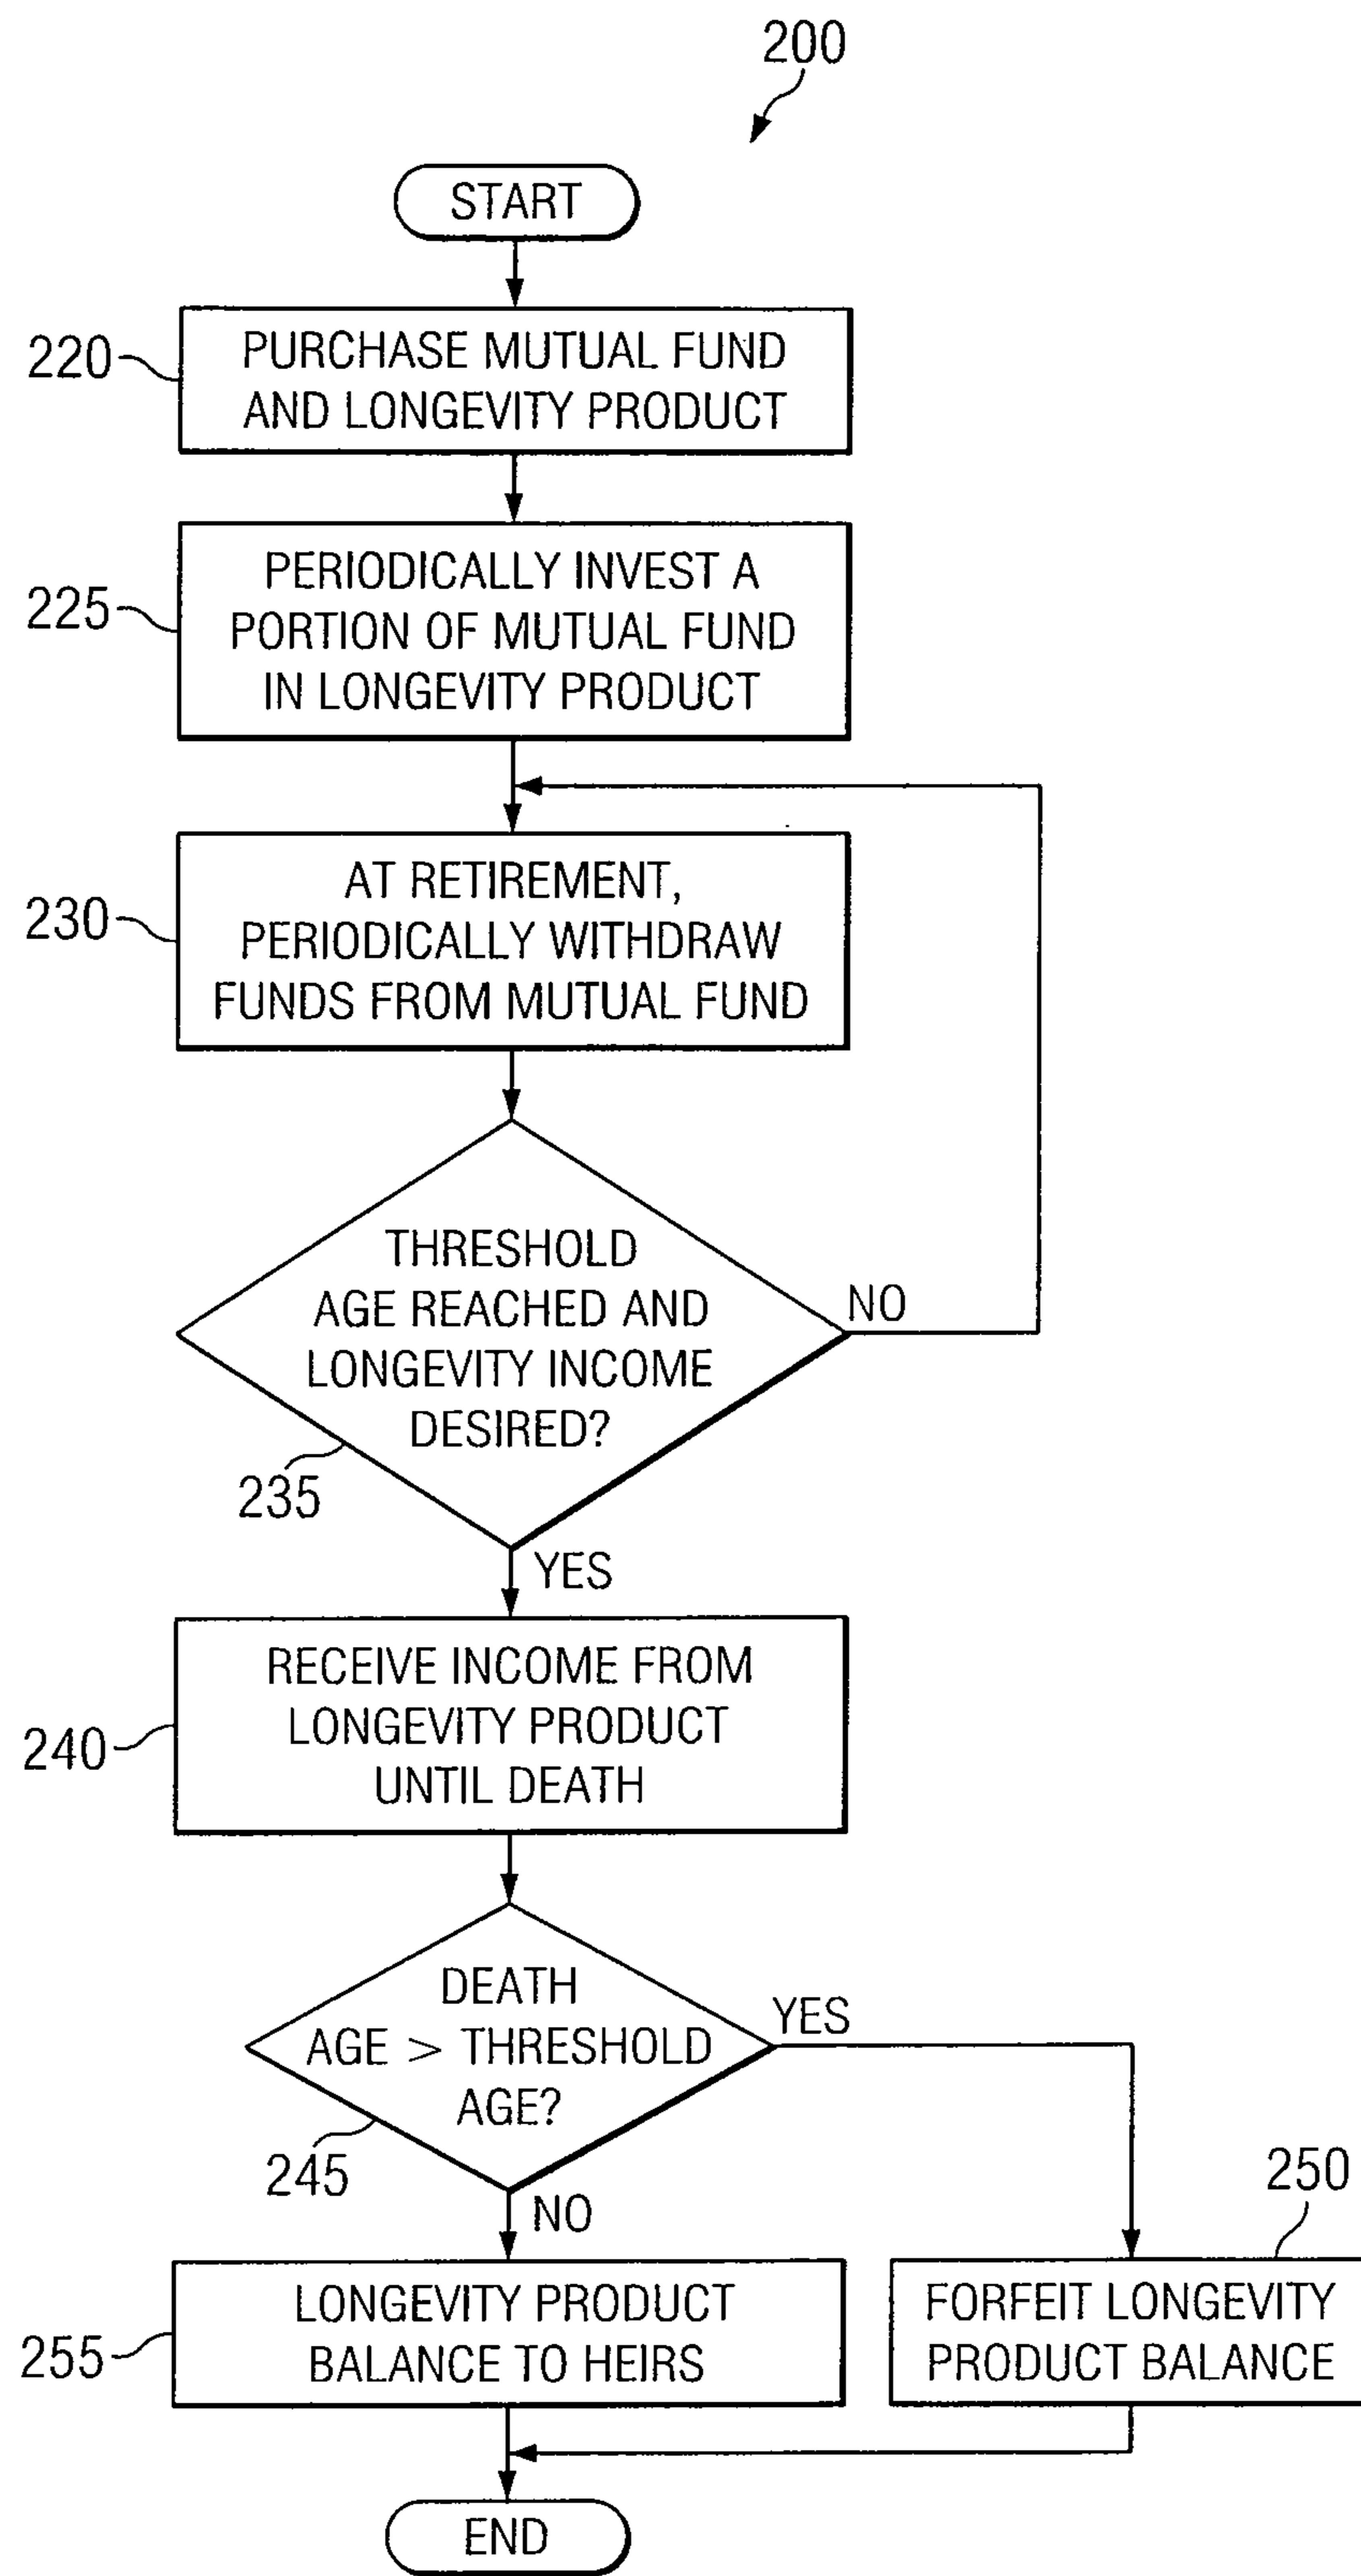 200
START
220
PURCHASE MUTUAL FUND
AND LONGEVITY PRODUCT
225
PERIODICALLY INVEST A
PORTION OF MUTUAL FUND
IN LONGEVITY PRODUCT
230
AT RETIREMENT,
PERIODICALLY WITHDRAW
FUNDS FROM MUTUAL FUND
THRESHOLD
AGE REACHED AND
LONGEVITY INCOME
DESIRED?
NO
235
YES
240
RECEIVE INCOME FROM
LONGEVITY PRODUCT
UNTIL DEATH
DEATH
AGE > THRESHOLD
AGE?
YES
245
NO
250
255
LONGEVITY PRODUCT
BALANCE TO HEIRS
FORFEIT LONGEVITY
PRODUCT BALANCE
END